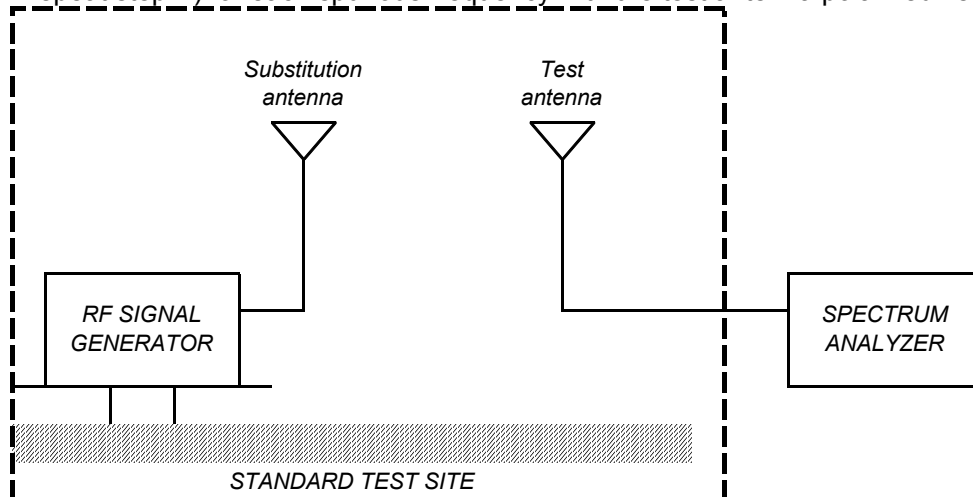 Substitution
antenna
Test
antenna
RF SIGNAL
GENERATOR
SPECTRUM
ANALYZER
STANDARD TEST SITE